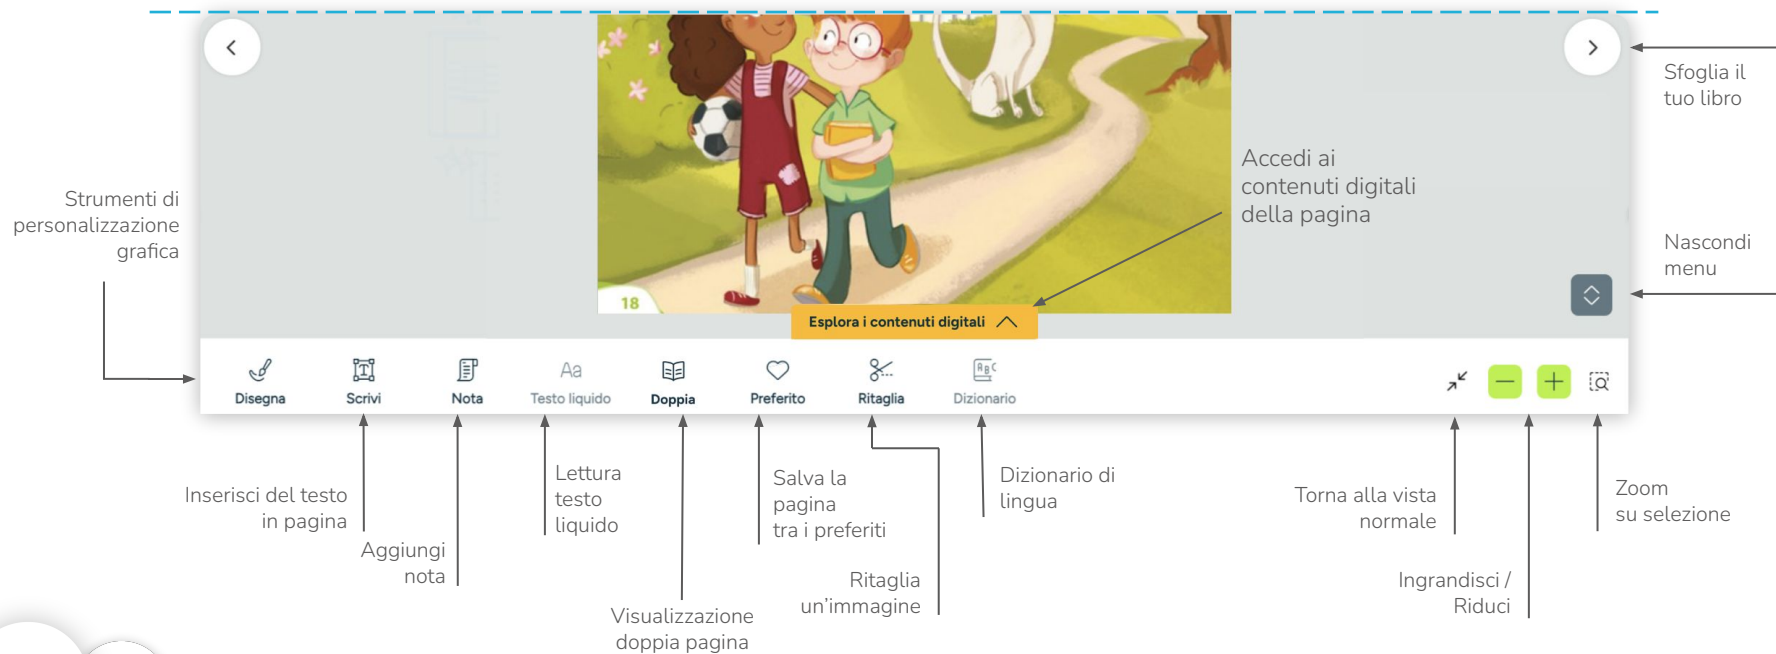 Sfoglia il
tuo libro
Accedi ai
contenuti digitali
della pagina
Strumenti di
personalizzazione
grafica
Nascondi
menu
18
Esplora i contenuti digitali
Disegna
Scrivi
Nota
Aa
Testo liquido
Doppia
Preferito
Ritaglia
ABC
Dizionario
Inserisci del testo
in pagina
Aggiungi
nota
Lettura
testo
liquido
Visualizzazione
doppia pagina
Salva la
pagina
tra i preferiti
Ritaglia
un'immagine
Dizionario di
lingua
Torna alla vista
normale
Ingrandisci /
Riduci
Zoom
su selezione